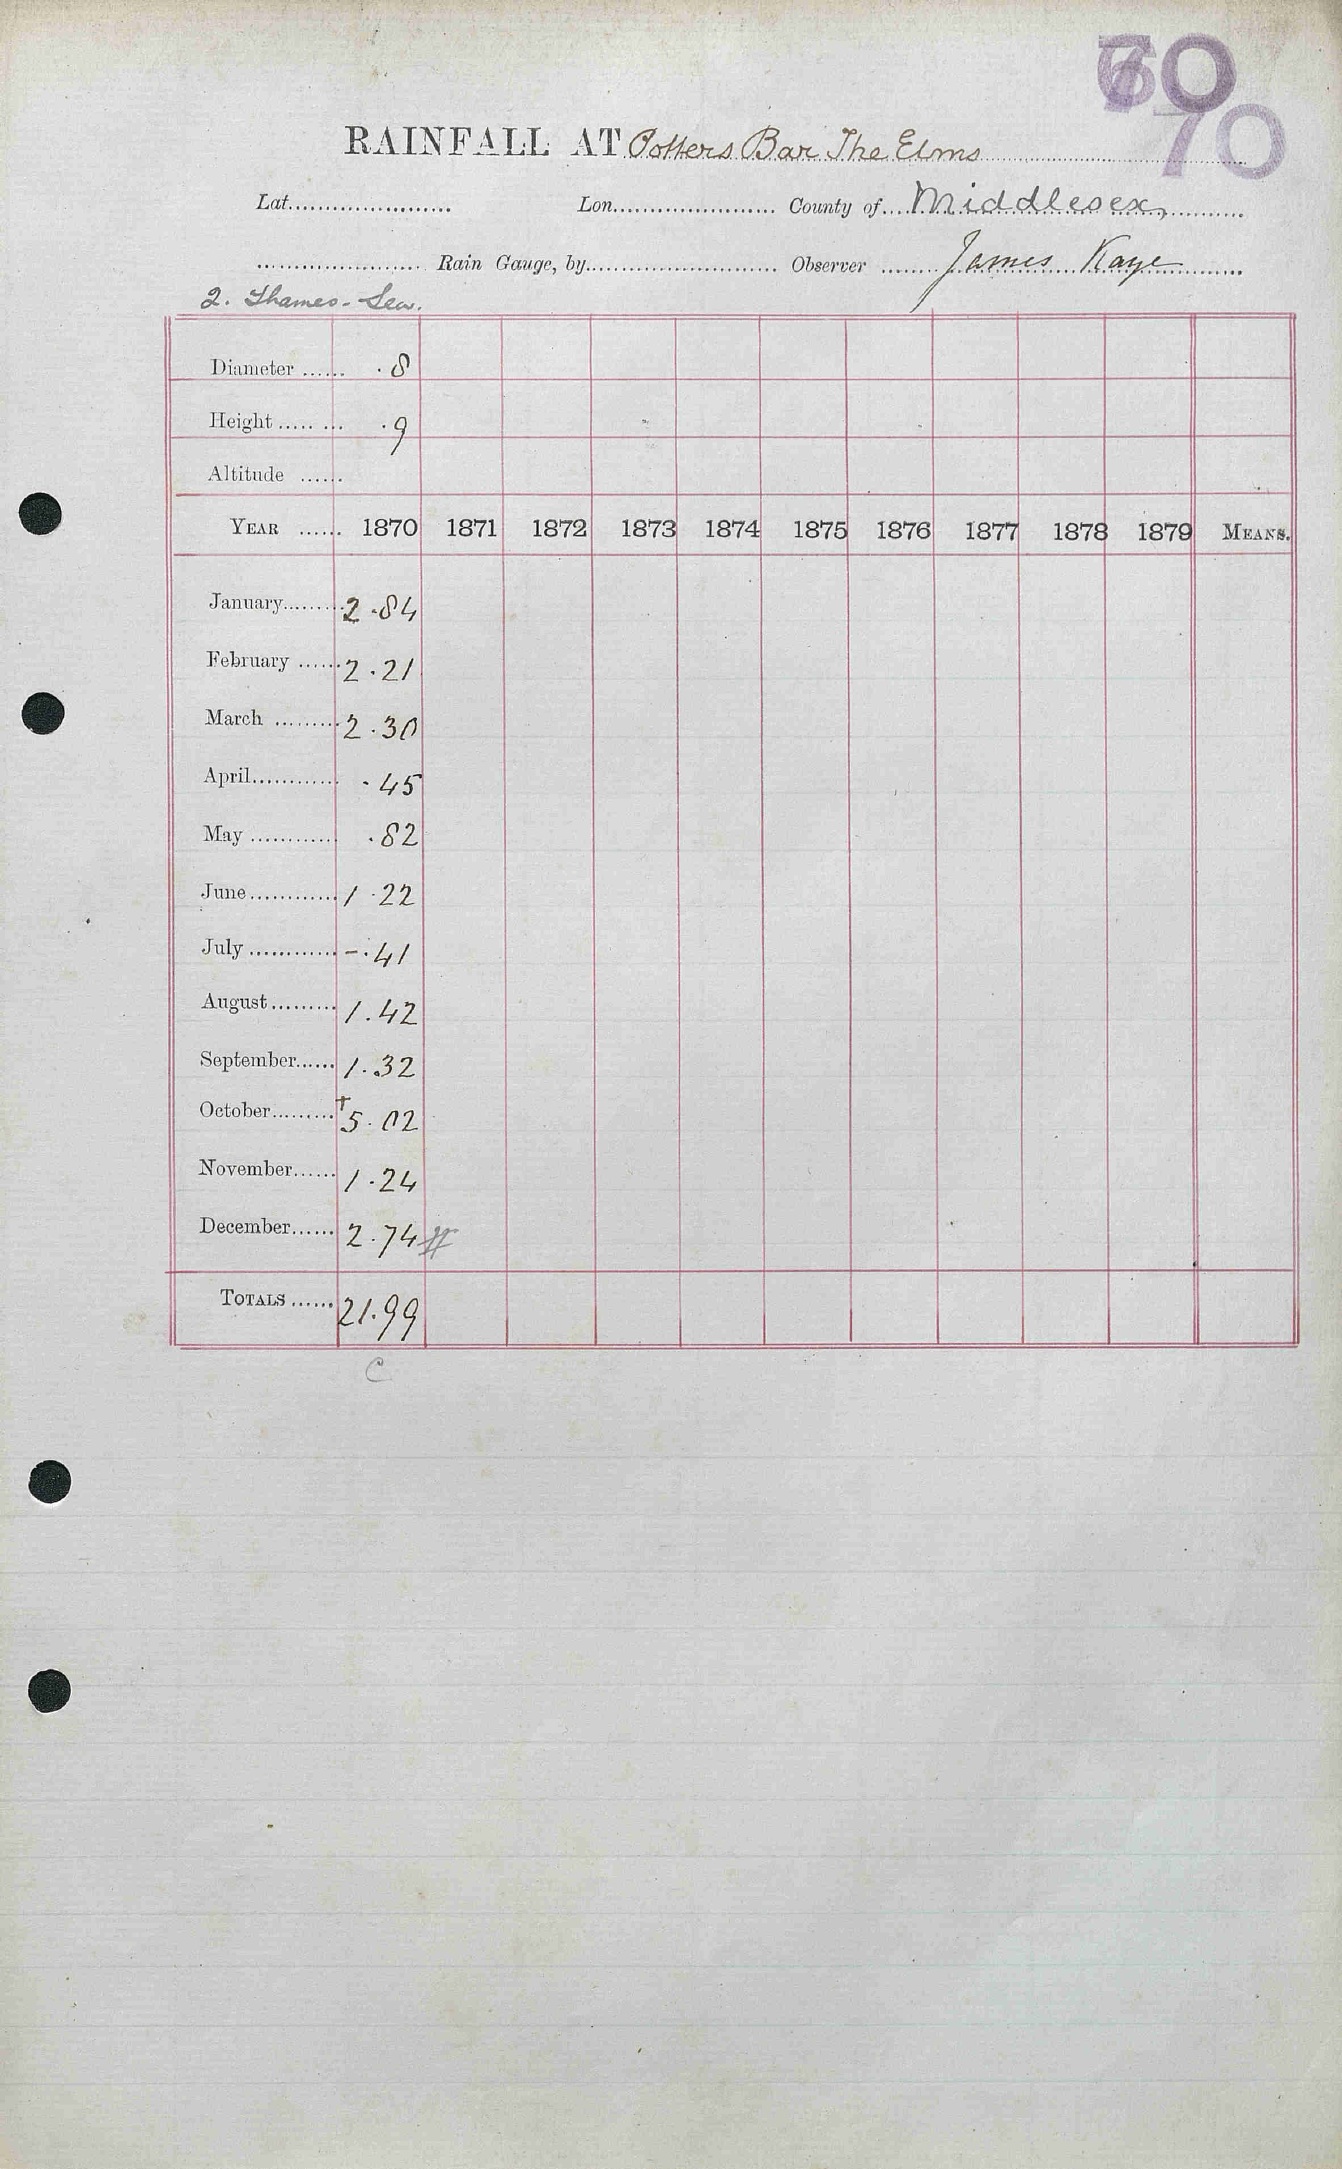 60
70
70
RAINFALL AT Potters Bar The Elms
Lat. Lon. County of Middlesex,
Rain Gauge, by Observer James Kaye
2. Thames - Lea.
Diameter ...... ·8
Height ..... ... ·9
Altitude ......
YEAR ...... 1870 1871 1872 1873 1874 1875 1876 1877 1878 1879 MEANS.
January......... 2·84
February ...... 2·21
March ......... 2·30
April............ ·45
May ............ ·82
June............ 1·22
July ............ -·41
August......... 1·42
September...... 1·32
October......... †5·02
November...... 1·24
December...... 2·74 #
TOTALS ...... 21·99
C